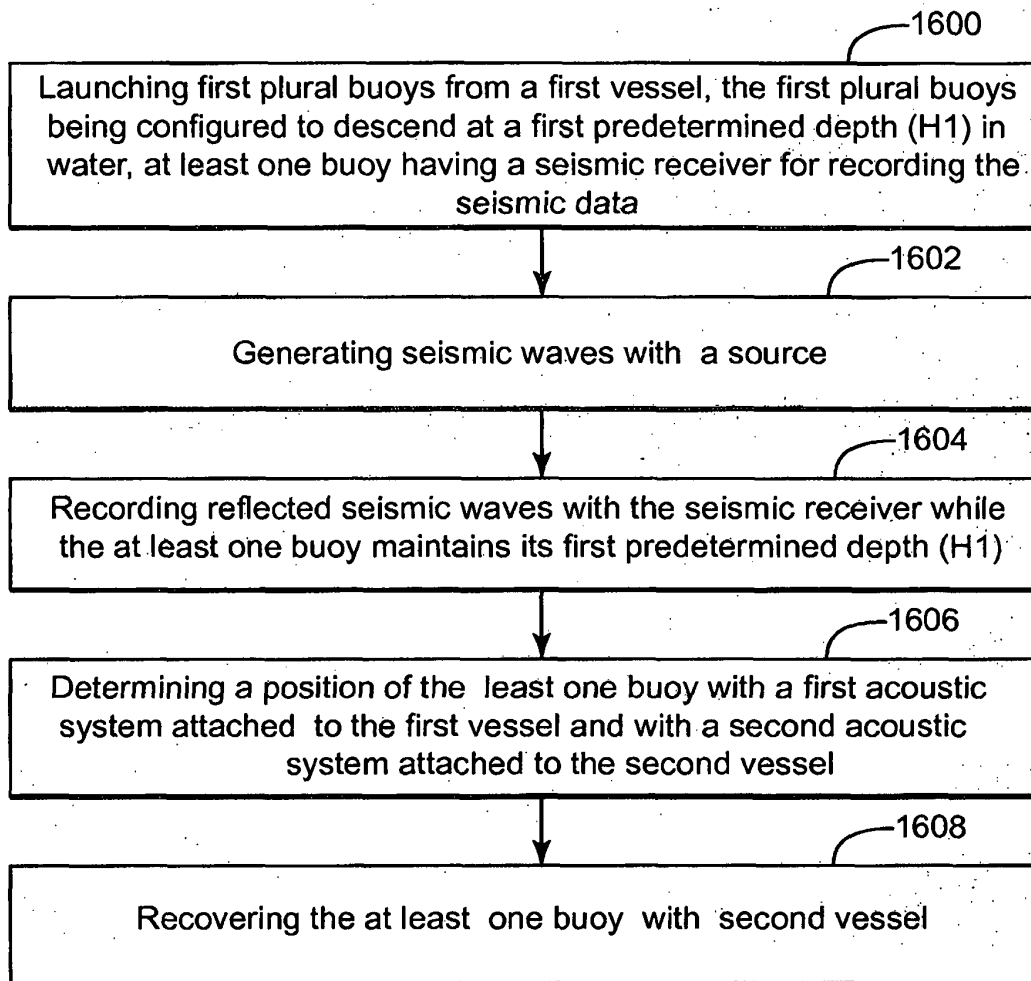 1600
Launching first plural buoys from a first vessel, the first plural buoys
being configured to descend at a first predetermined depth (H1) in
water, at least one buoy having a seismic receiver for recording the
seismic data
1602
Generating seismic waves with a source
1604
Recording reflected seismic waves with the seismic receiver while
the at least one buoy maintains its first predetermined depth (H1)
1606
Determining a position of the least one buoy with a first acoustic
system attached to the first vessel and with a second acoustic
system attached to the second vessel
1608
Recovering the at least one buoy with second vessel